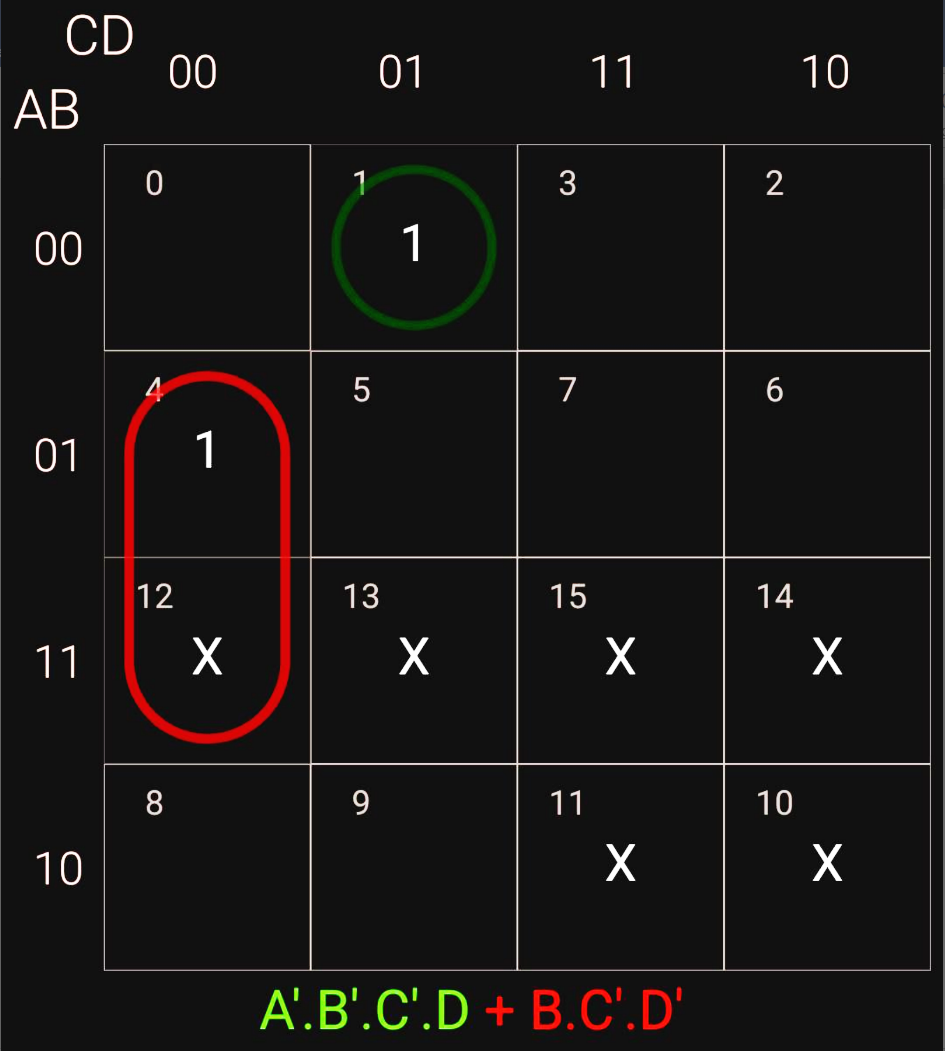 CD
00 01 11 10
AB
0 1 3 2
00 1
4 5 7 6
01 1
12 13 15 14
11 X X X X
8 9 11 10
10 X X
A'.B'.C'.D + B.C'.D'